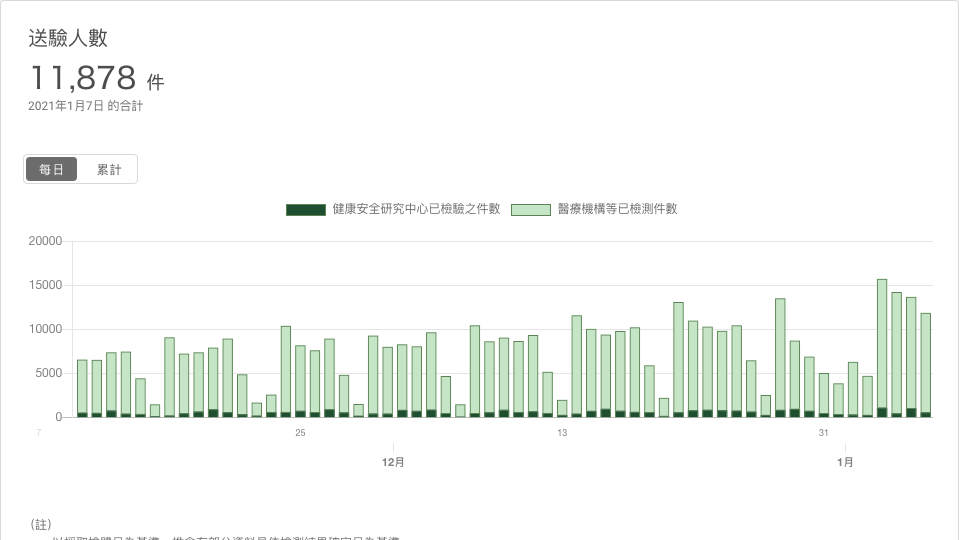 送驗人數
11,878 件
2021年1月7日 的合計
每日 累計
健康安全研究中心已檢驗之件數 醫療機構等已檢測件數
20000
15000
10000
5000
0
7 25 13 31
12月 1月
(註)